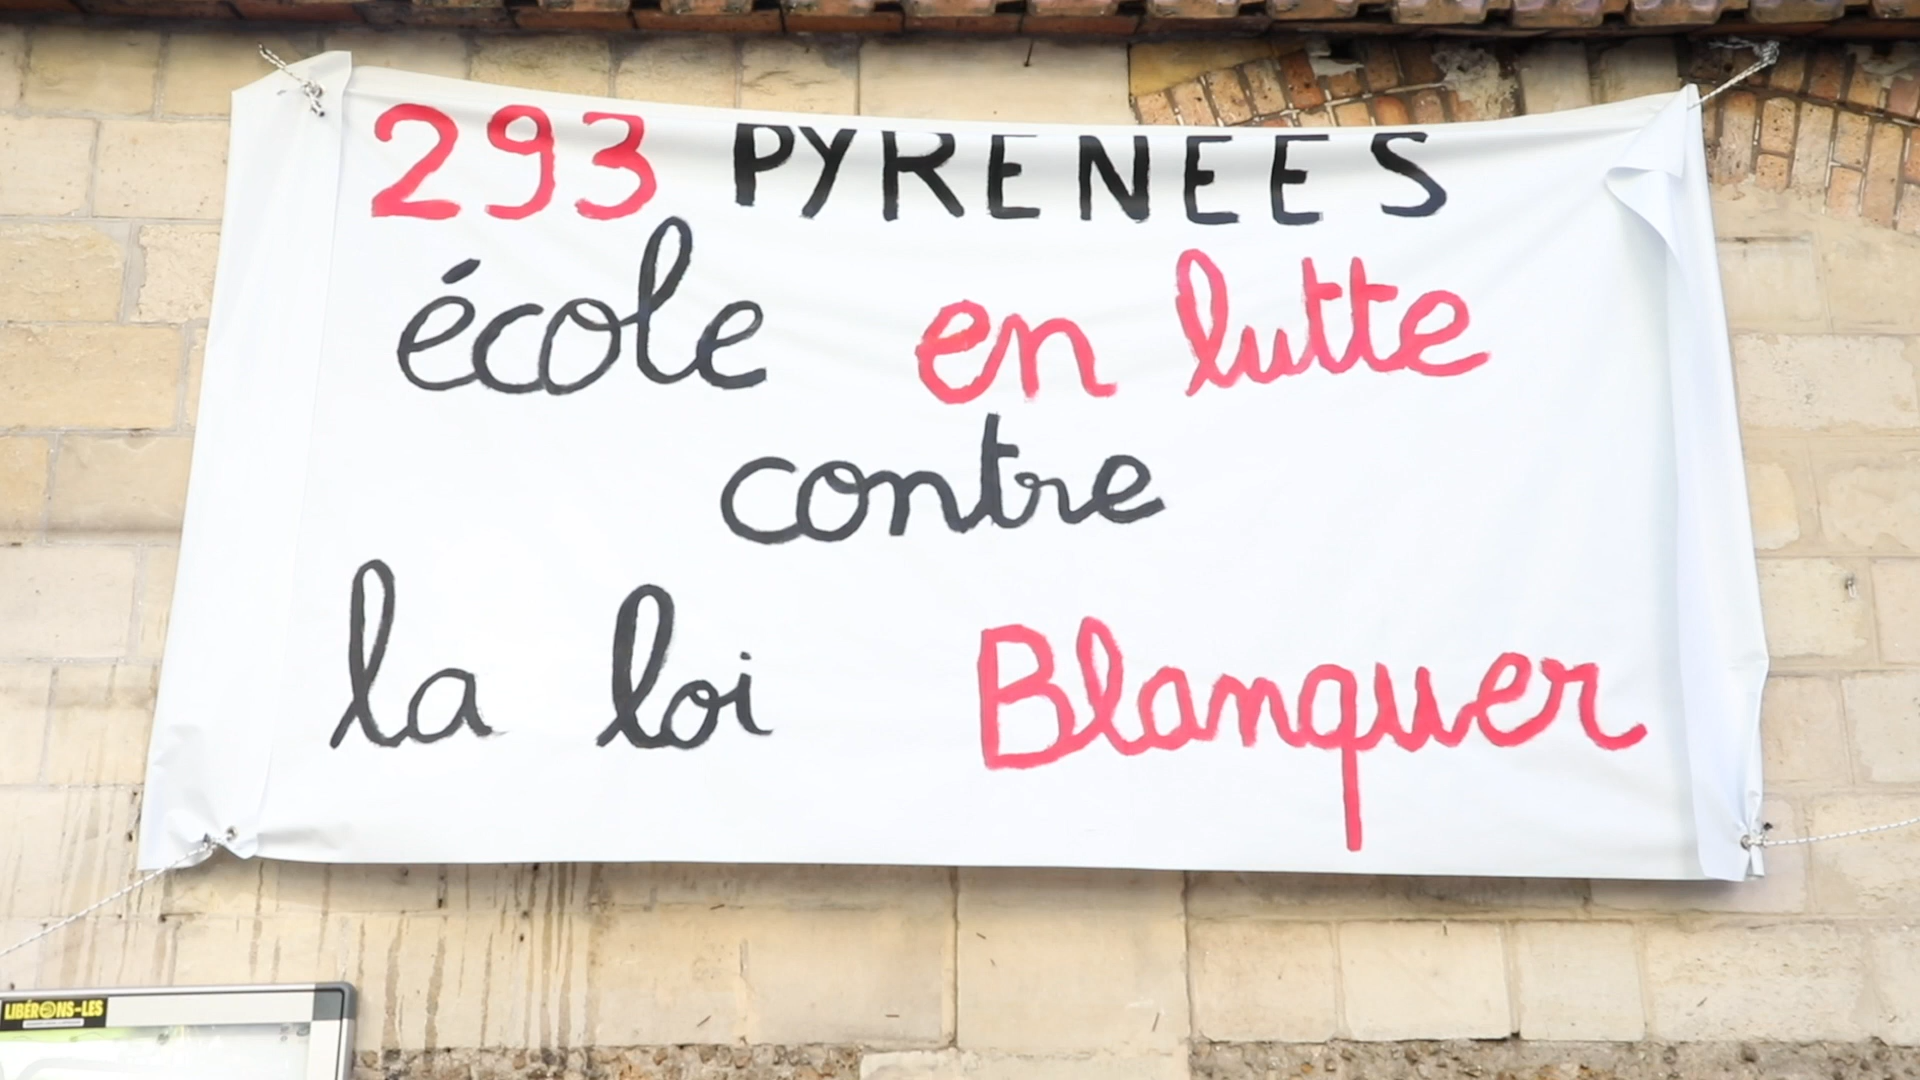 293 PYRENEES
école en lutte
contre
la loi Blanquer
LIBÉRONS-LES